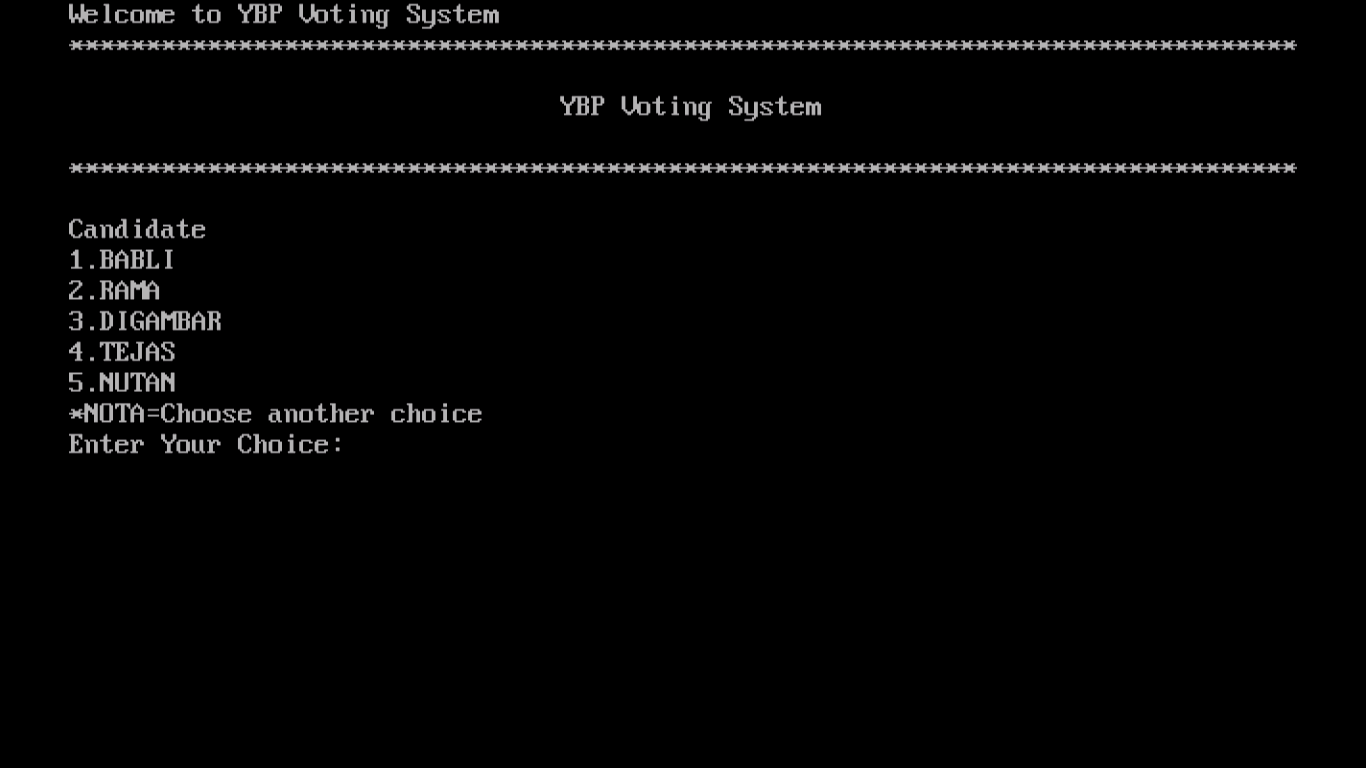 Welcome to YBP Voting System
********************************************************************************
YBP Voting System
********************************************************************************
Candidate
1.BABLI
2.RAMA
3.DIGAMBAR
4.TEJAS
5.NUTAN
*NOTA=Choose another choice
Enter Your Choice: